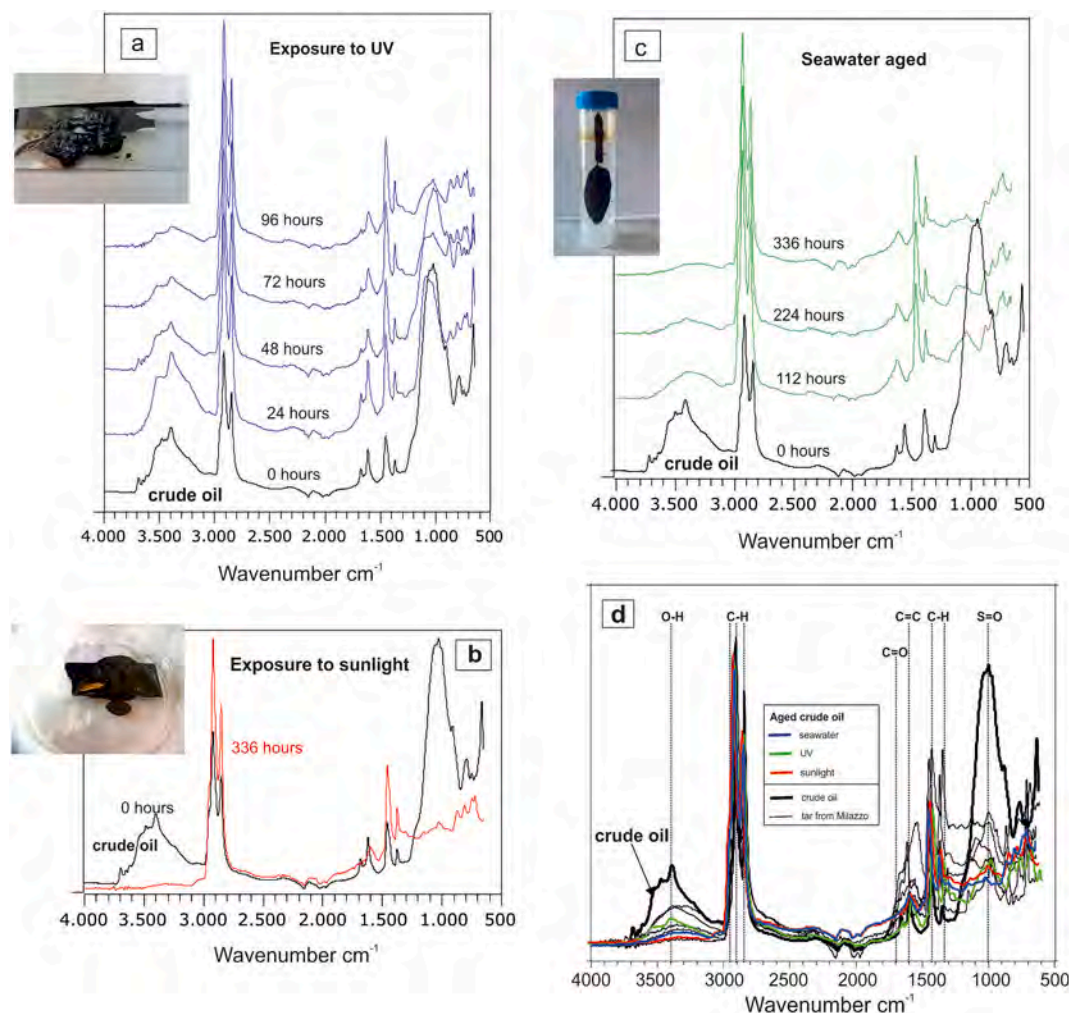 a
Exposure to UV
96 hours
72 hours
48 hours
24 hours
0 hours
crude oil
4.000 3.500 3.000 2.500 2.000 1.500 1.000 500
Wavenumber cm-1
c
Seawater aged
336 hours
224 hours
112 hours
0 hours
crude oil
4.000 3.500 3.000 2.500 2.000 1.500 1.000 500
Wavenumber cm-1
b
Exposure to sunlight
336 hours
0 hours
crude oil
4.000 3.500 3.000 2.500 2.000 1.500 1.000 500
Wavenumber cm-1
d
O-H
C-H
C=C C-H
S=O
C=O
Aged crude oil
seawater
UV
sunlight
crude oil
tar from Milazzo
crude oil
4000 3500 3000 2500 2000 1500 1000 500
Wavenumber cm-1